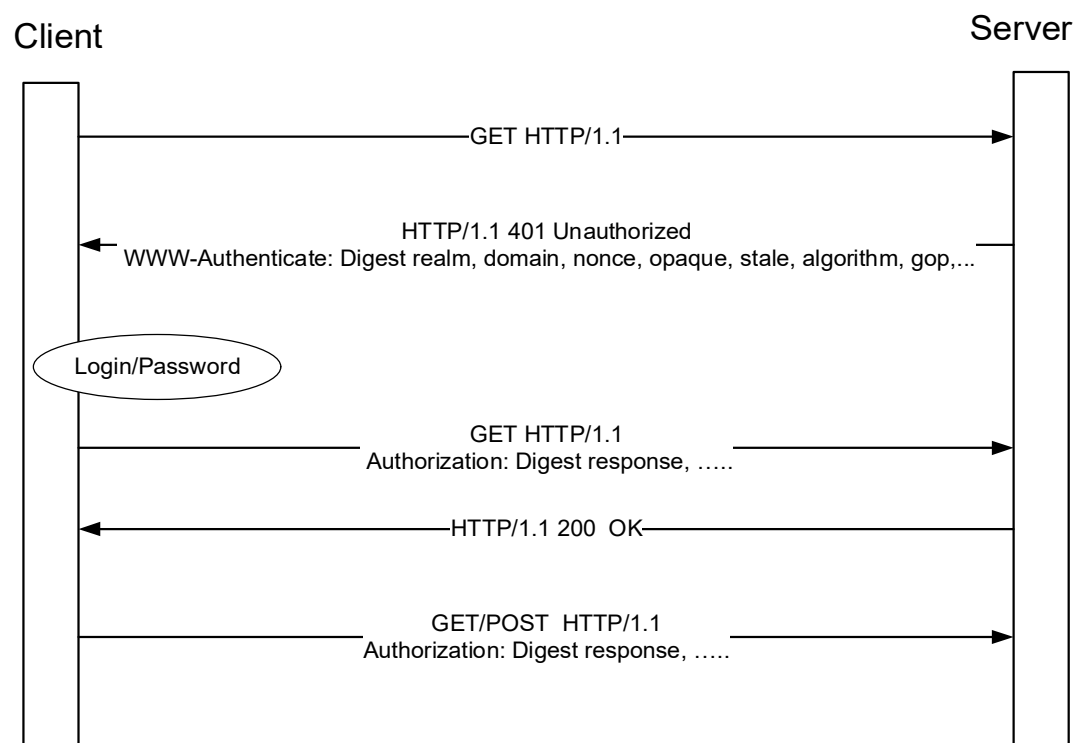 Client
Server
GET HTTP/1.1
HTTP/1.1 401 Unauthorized
WWW-Authenticate: Digest realm, domain, nonce, opaque, stale, algorithm, gop,...
Login/Password
GET HTTP/1.1
Authorization: Digest response, …..
HTTP/1.1 200 OK
GET/POST HTTP/1.1
Authorization: Digest response, …..